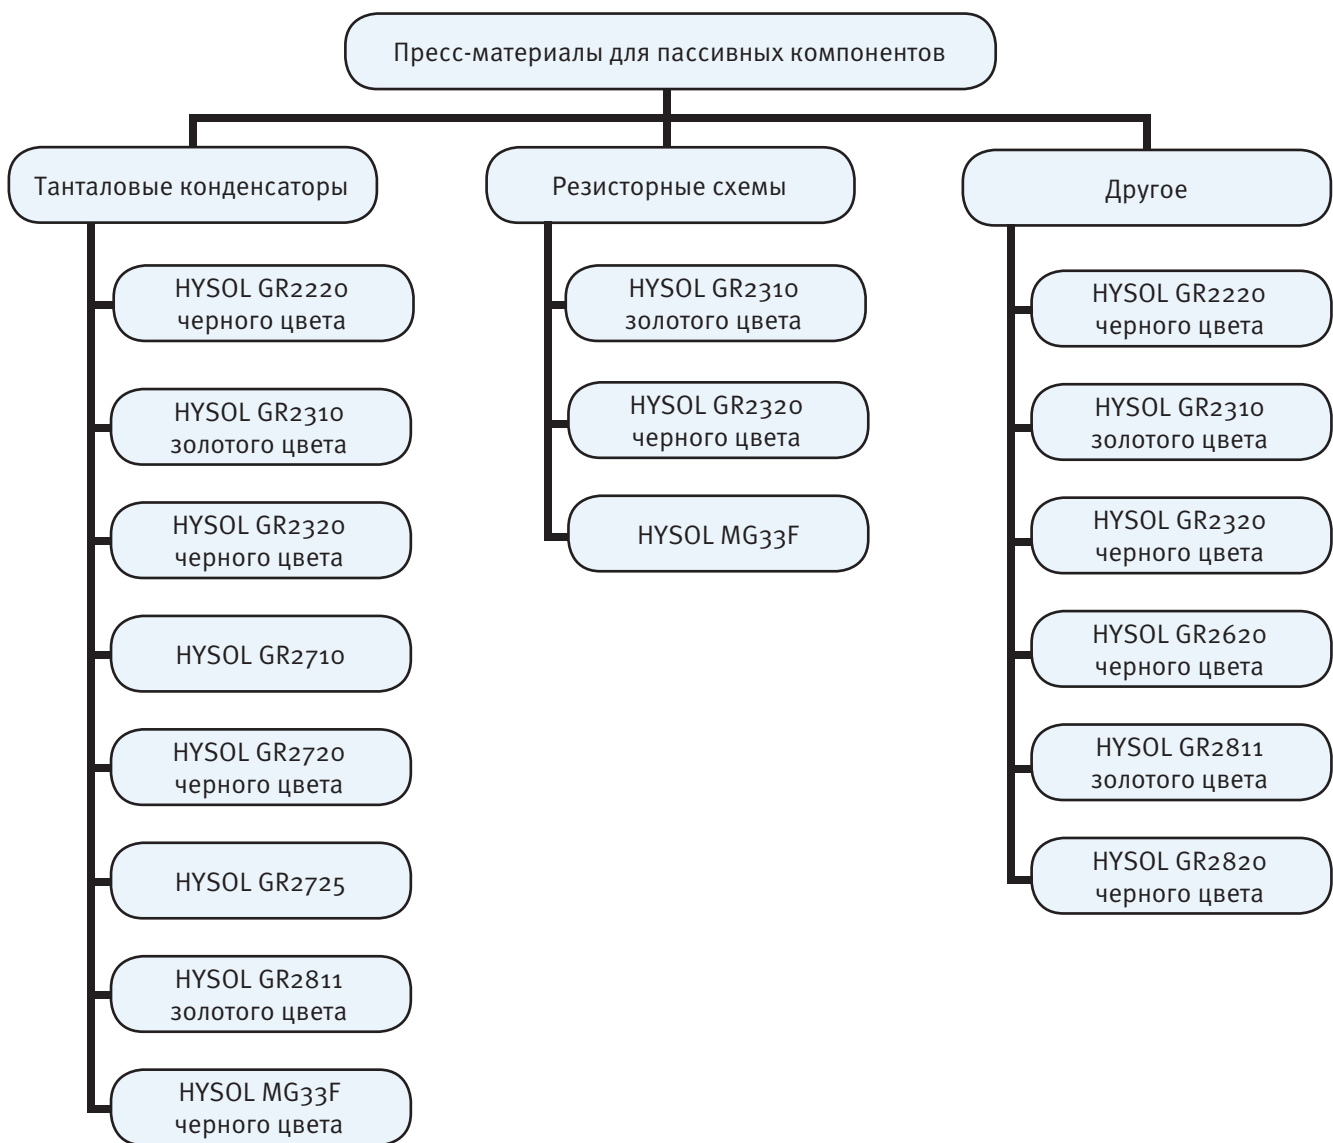 Пресс-материалы для пассивных компонентов
Танталовые конденсаторы
HYSOL GR2220
черного цвета
HYSOL GR2310
золотого цвета
HYSOL GR2320
черного цвета
HYSOL GR2710
HYSOL GR2720
черного цвета
HYSOL GR2725
HYSOL GR2811
золотого цвета
HYSOL MG33F
черного цвета
Резисторные схемы
HYSOL GR2310
золотого цвета
HYSOL GR2320
черного цвета
HYSOL MG33F
Другое
HYSOL GR2220
черного цвета
HYSOL GR2310
золотого цвета
HYSOL GR2320
черного цвета
HYSOL GR2620
черного цвета
HYSOL GR2811
золотого цвета
HYSOL GR2820
черного цвета